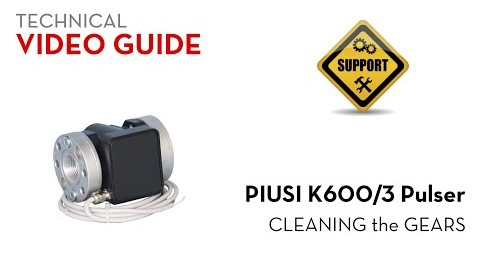 TECHNICAL
VIDEO GUIDE
SUPPORT
PIUSI K600/3 Pulser
CLEANING the GEARS